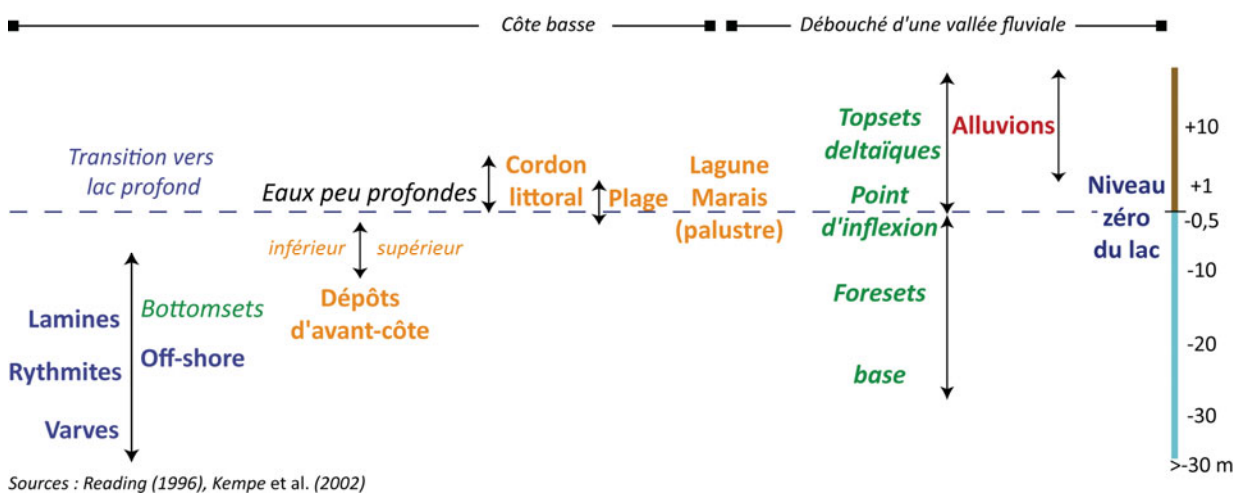 Côte basse
Débouché d'une vallée fluviale
Transition vers
lac profond
Eaux peu profondes
Cordon
littoral
Plage
Lagune
Marais
(palustre)
Topsets
deltaïques
Alluvions
Point
d'inflexion
Niveau
zéro
du lac
+10
+1
-0,5
-10
-20
-30
>-30 m
inférieur
supérieur
Dépôts
d'avant-côte
Foresets
base
Lamines
Bottomsets
Rythmites
Off-shore
Varves
Sources : Reading (1996), Kempe et al. (2002)